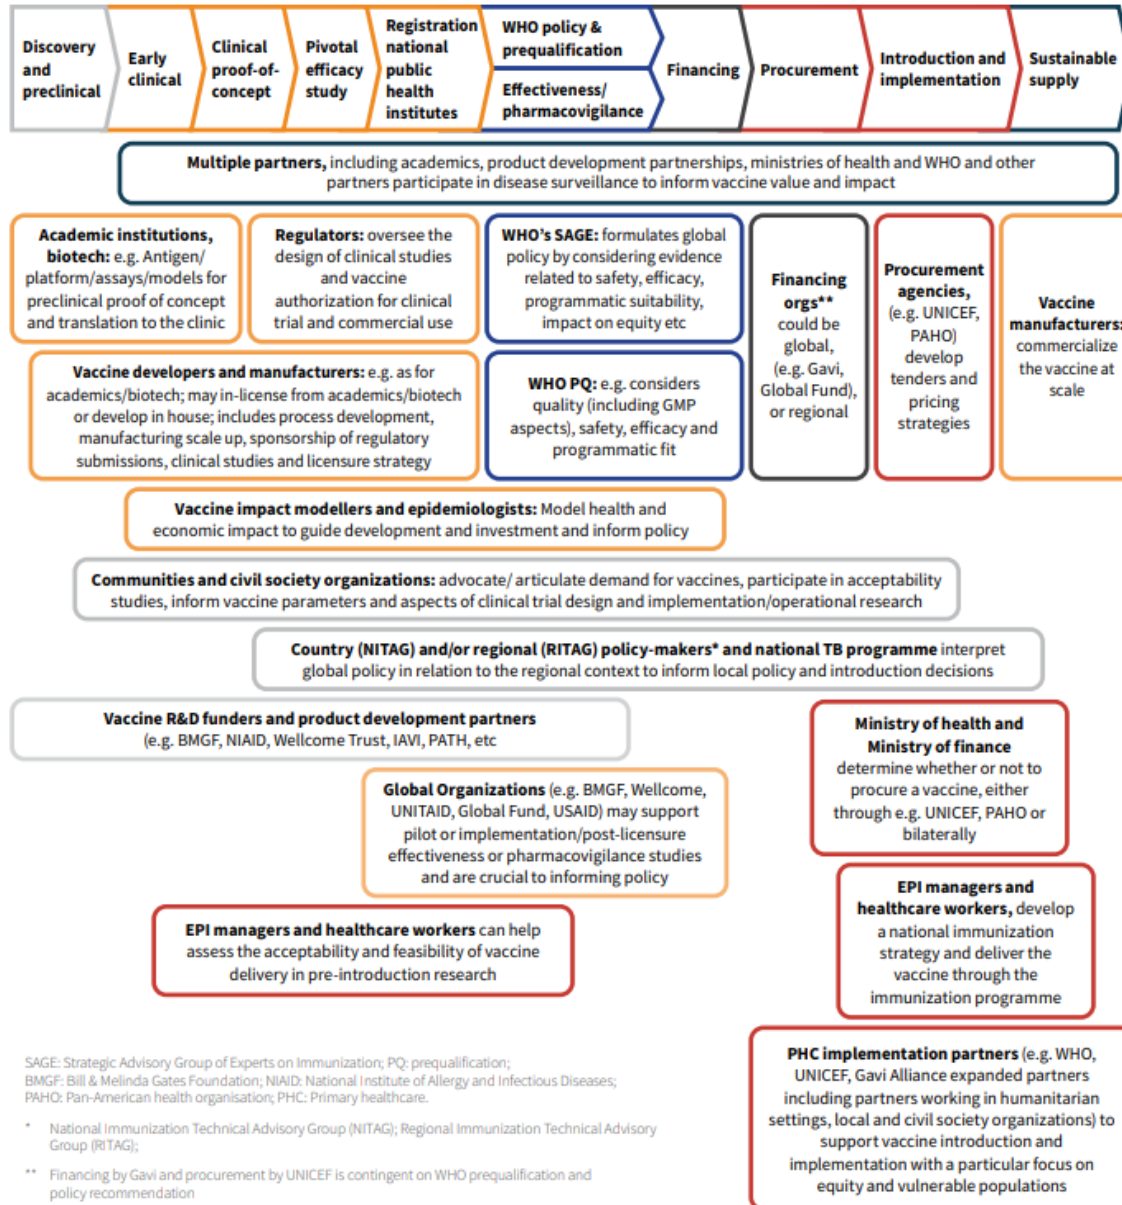 Discovery
and
preclinical
Early
clinical
Clinical
proof-of-
concept
Pivotal
efficacy
study
Registration
national
public
health
institutes
WHO policy &
prequalification
Effectiveness/
pharmacovigilance
Financing
Procurement
Introduction and
implementation
Sustainable
supply
Multiple partners, including academics, product development partnerships, ministries of health and WHO and other
partners participate in disease surveillance to inform vaccine value and impact
Academic institutions,
biotech: e.g. Antigen/
platform/assays/models for
preclinical proof of concept
and translation to the clinic
Regulators: oversee the
design of clinical studies
and vaccine
authorization for clinical
trial and commercial use
WHO's SAGE: formulates global
policy by considering evidence
related to safety, efficacy,
programmatic suitability,
impact on equity etc
Financing
orgs**
could be
global,
(e.g. Gavi,
Global Fund),
or regional
Procurement
agencies,
(e.g. UNICEF,
PAHO)
develop
tenders and
pricing
strategies
Vaccine
manufacturers:
commercialize
the vaccine at
scale
Vaccine developers and manufacturers: e.g. as for
academics/biotech; may in-license from academics/biotech
or develop in house; includes process development,
manufacturing scale up, sponsorship of regulatory
submissions, clinical studies and licensure strategy
WHO PQ: e.g. considers
quality (including GMP
aspects), safety, efficacy and
programmatic fit
Vaccine impact modellers and epidemiologists: Model health and
economic impact to guide development and investment and inform policy
Communities and civil society organizations: advocate/ articulate demand for vaccines, participate in acceptability
studies, inform vaccine parameters and aspects of clinical trial design and implementation/operational research
Country (NITAG) and/or regional (RITAG) policy-makers* and national TB programme interpret
global policy in relation to the regional context to inform local policy and introduction decisions
Vaccine R&D funders and product development partners
(e.g. BMGF, NIAID, Wellcome Trust, IAVI, PATH, etc
Ministry of health and
Ministry of finance
determine whether or not to
procure a vaccine, either
through e.g. UNICEF, PAHO or
bilaterally
Global Organizations (e.g. BMGF, Wellcome,
UNITAID, Global Fund, USAID) may support
pilot or implementation/post-licensure
effectiveness or pharmacovigilance studies
and are crucial to informing policy
EPI managers and
healthcare workers, develop
a national immunization
strategy and deliver the
vaccine through the
immunization programme
EPI managers and healthcare workers can help
assess the acceptability and feasibility of vaccine
delivery in pre-introduction research
PHC implementation partners (e.g. WHO,
UNICEF, Gavi Alliance expanded partners
including partners working in humanitarian
settings, local and civil society organizations) to
support vaccine introduction and
implementation with a particular focus on
equity and vulnerable populations
SAGE: Strategic Advisory Group of Experts on Immunization; PQ: prequalification;
BMGF: Bill & Melinda Gates Foundation; NIAID: National Institute of Allergy and Infectious Diseases;
PAHO: Pan-American health organisation; PHC: Primary healthcare.
* National Immunization Technical Advisory Group (NITAG); Regional Immunization Technical Advisory
Group (RITAG);
** Financing by Gavi and procurement by UNICEF is contingent on WHO prequalification and
policy recommendation